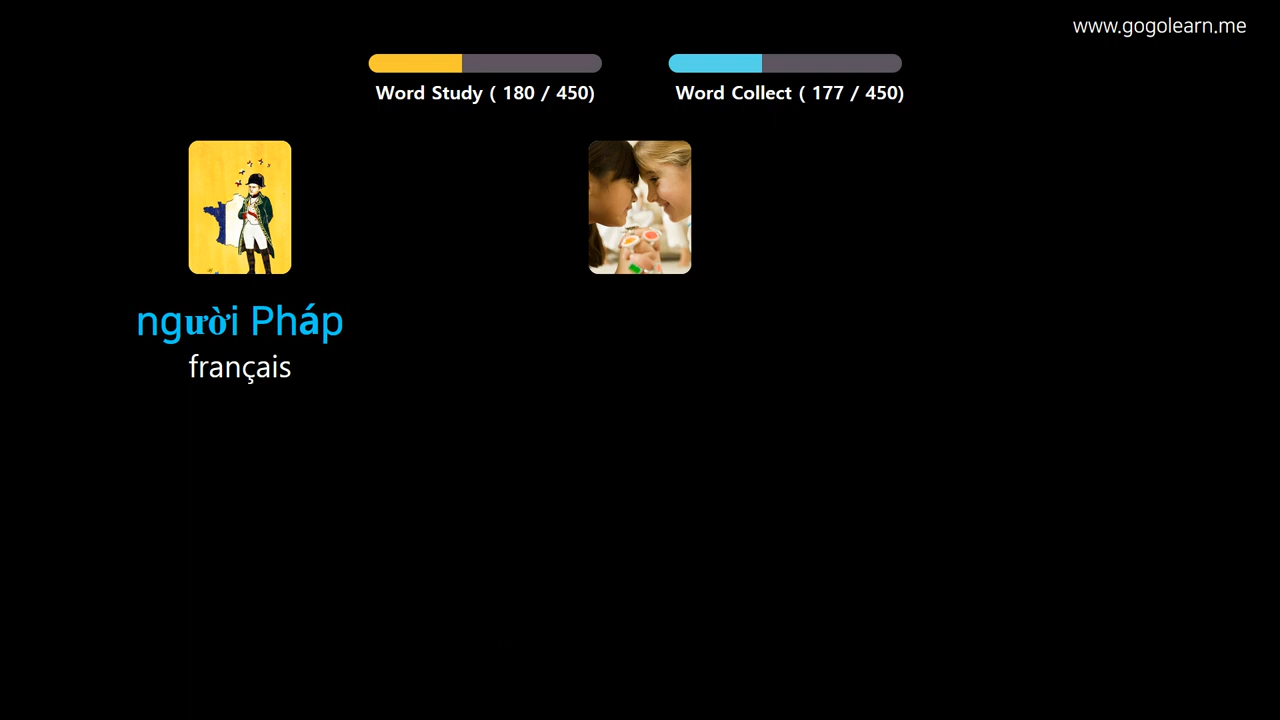 www.gogolearn.me
Word Study ( 180 / 450)
Word Collect ( 177 / 450)
người Pháp
français